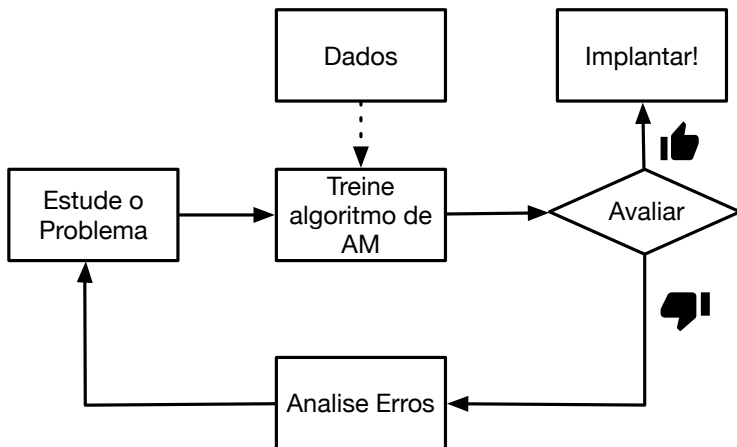 Dados
Implantar!
Estude o
Problema
Treine
algoritmo de
AM
Avaliar
Analise Erros